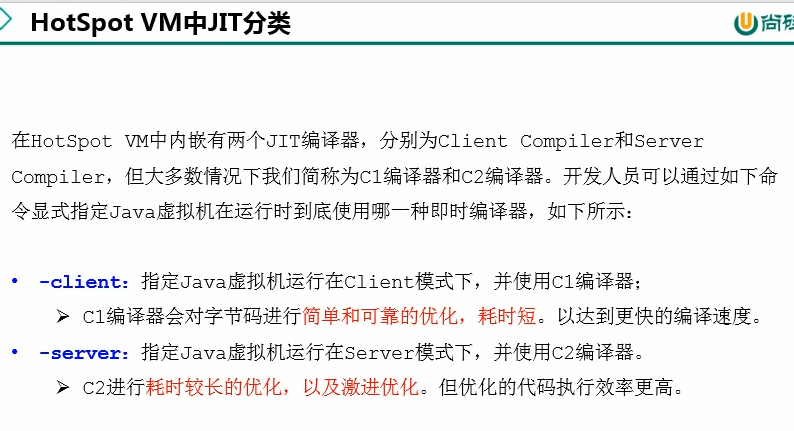 HotSpot VM中JIT分类
尚硅
在HotSpot VM中内嵌有两个JIT编译器，分别为Client Compiler和Server
Compiler，但大多数情况下我们简称为C1编译器和C2编译器。开发人员可以通过如下命
令显式指定Java虚拟机在运行时到底使用哪一种即时编译器，如下所示：
• -client：指定Java虚拟机运行在Client模式下，并使用C1编译器；
➢ C1编译器会对字节码进行简单和可靠的优化，耗时短。以达到更快的编译速度。
• -server：指定Java虚拟机运行在Server模式下，并使用C2编译器。
➢ C2进行耗时较长的优化，以及激进优化。但优化的代码执行效率更高。